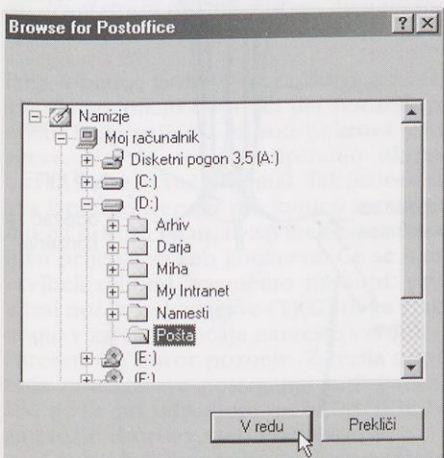 Browse for Postoffice
Namizje
Moj računalnik
Disketni pogon 3,5 (A:)
(C:)
(D:)
Arhiv
Darja
Miha
My Intranet
Namesti
Pošta
(E:)
(F:)
V redu
Prekliči